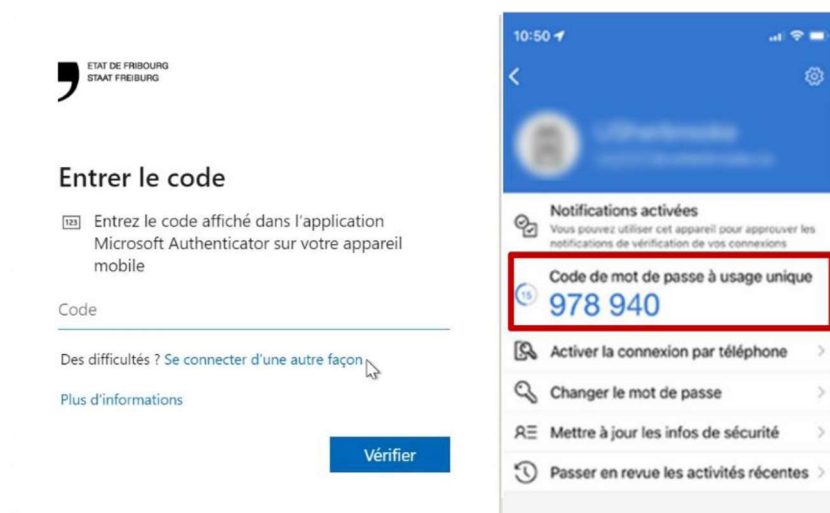 ETAT DE FRIBOURG
STAAT FREIBURG
Entrer le code
123
Entrez le code affiché dans l'application
Microsoft Authenticator sur votre appareil
mobile
Code
Des difficultés ? Se connecter d'une autre façon
Plus d'informations
Vérifier
10:50
Notifications activées
Vous pouvez utiliser cet appareil pour approuver les
notifications de vérification de vos connexions
Code de mot de passe à usage unique
15
978 940
Activer la connexion par téléphone
Changer le mot de passe
Mettre à jour les infos de sécurité
Passer en revue les activités récentes